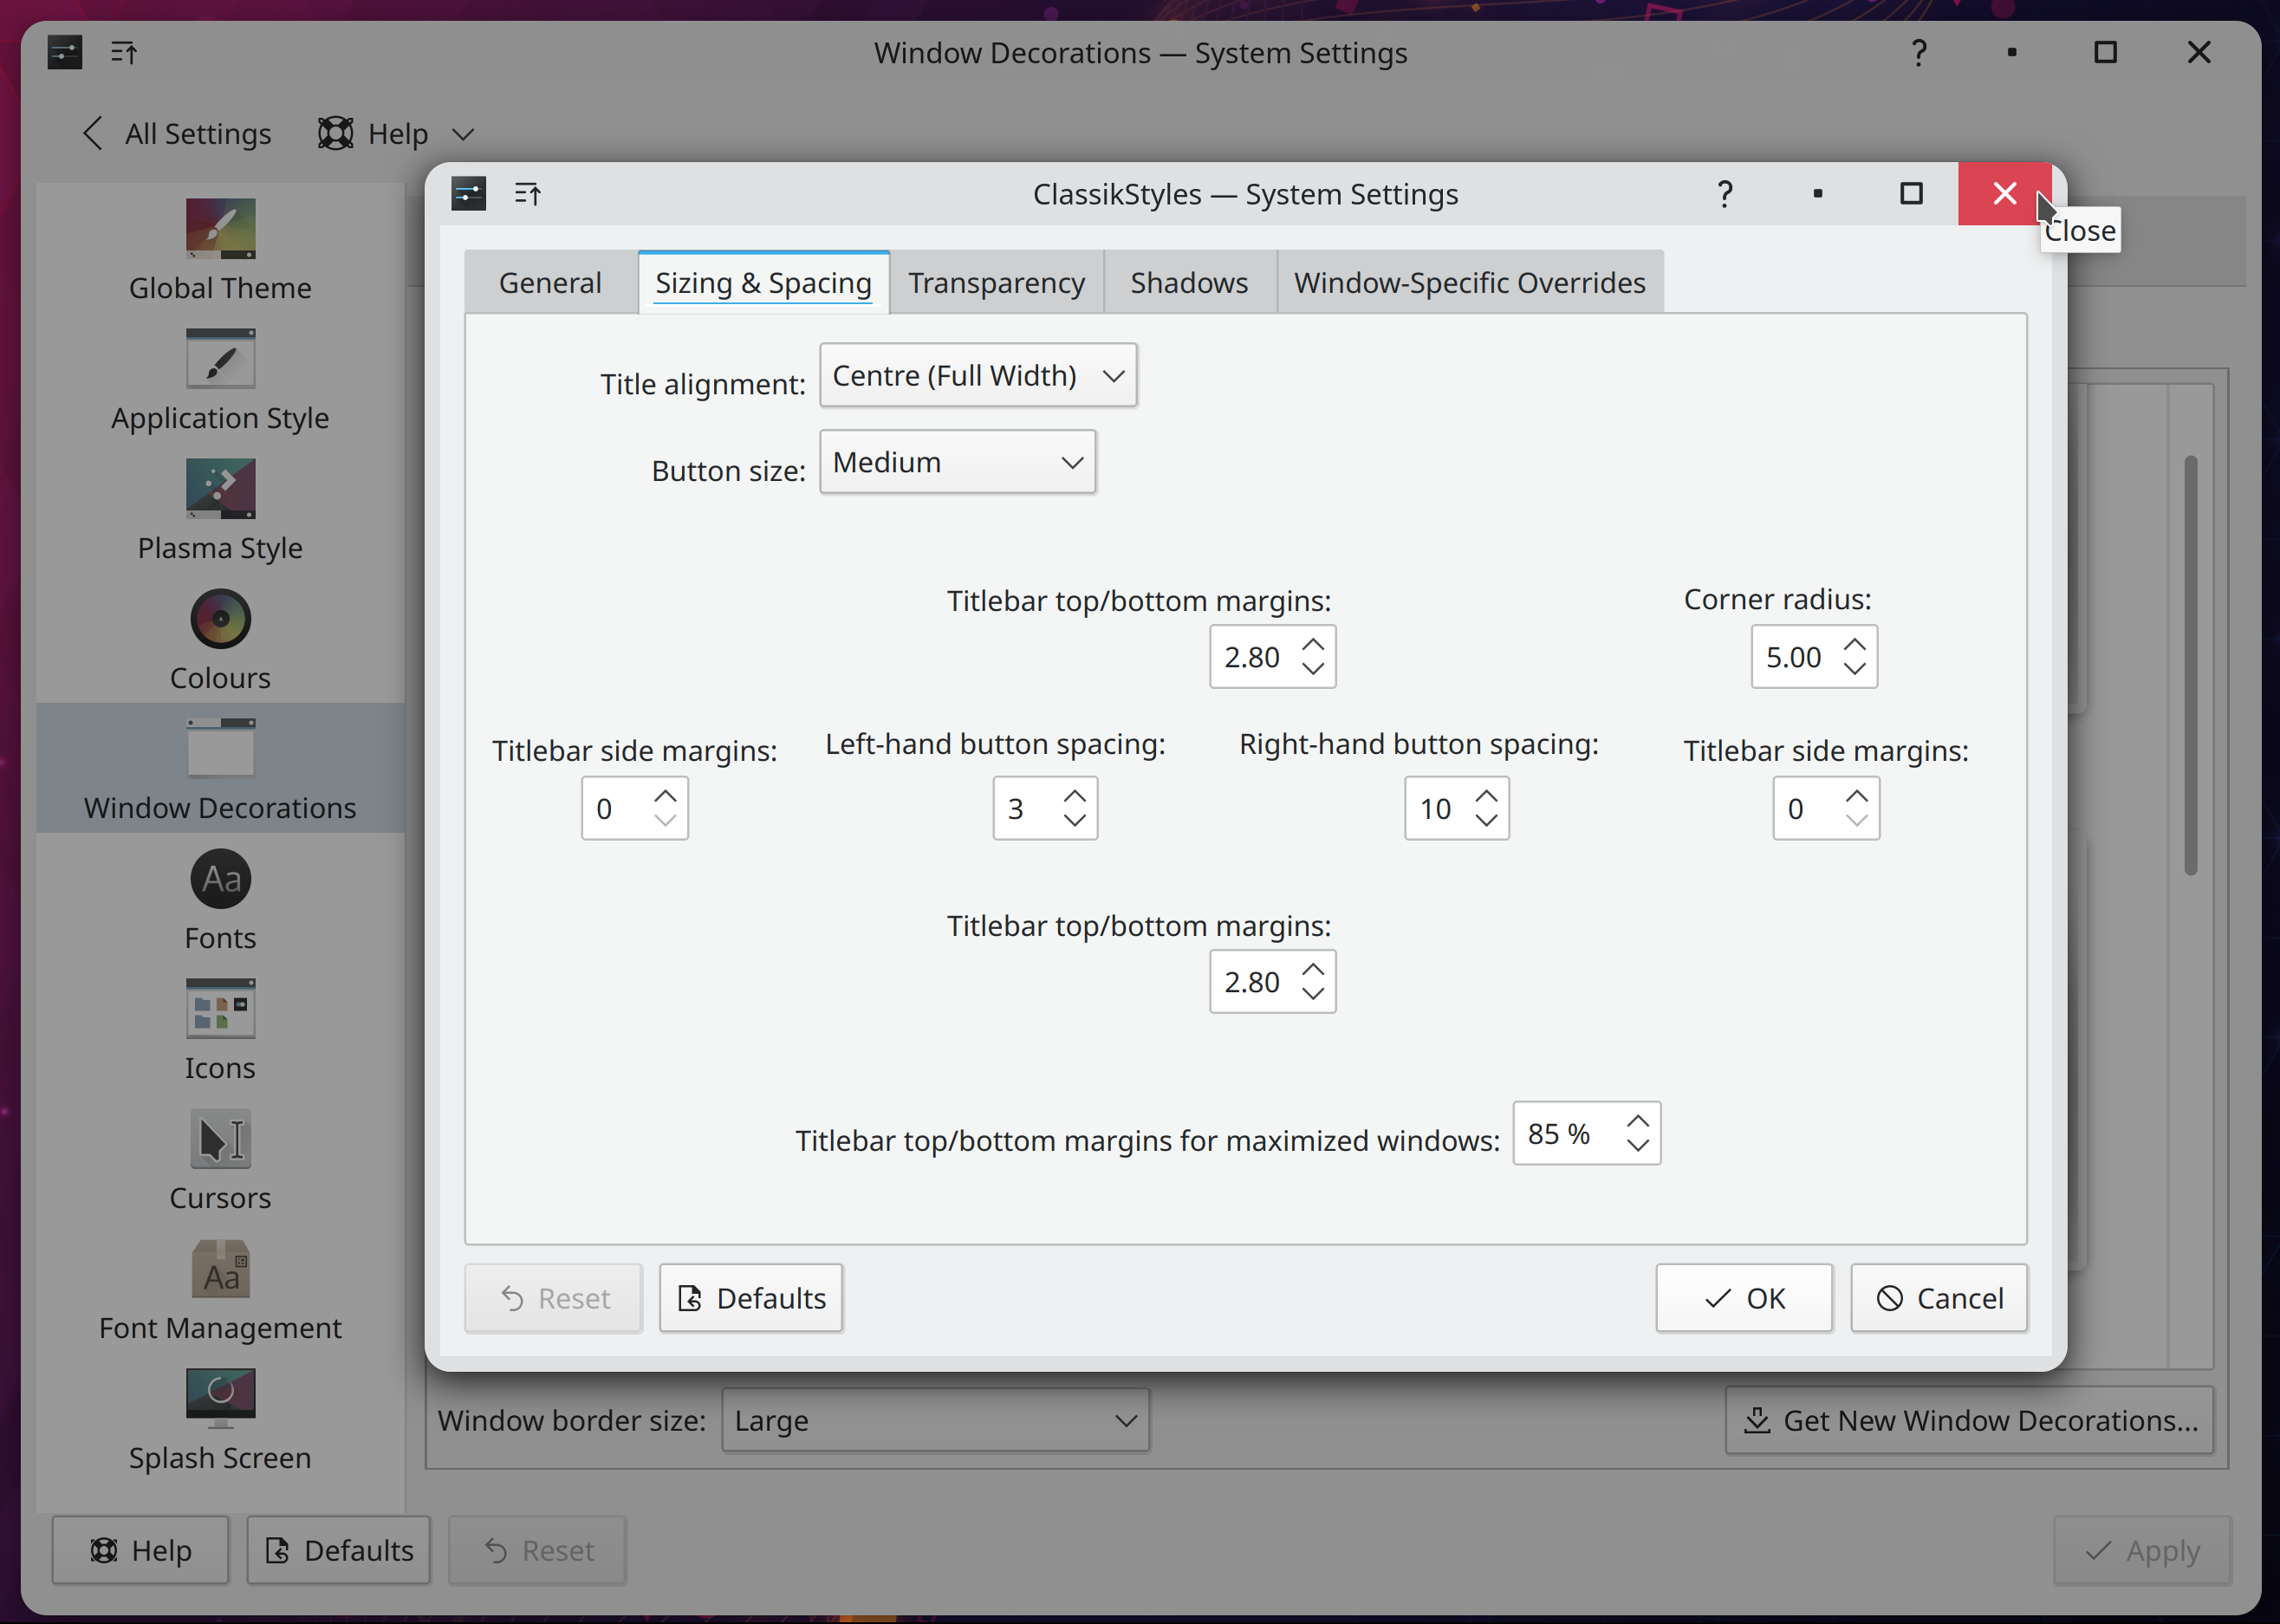 Window Decorations — System Settings
All Settings
Help
ClassikStyles — System Settings
Close
General
Sizing & Spacing
Transparency
Shadows
Window-Specific Overrides
Title alignment:
Centre (Full Width)
Button size:
Medium
Titlebar top/bottom margins:
2.80
Corner radius:
5.00
Titlebar side margins:
0
Left-hand button spacing:
3
Right-hand button spacing:
10
Titlebar side margins:
0
Titlebar top/bottom margins:
2.80
Titlebar top/bottom margins for maximized windows:
85 %
Reset
Defaults
OK
Cancel
Global Theme
Application Style
Plasma Style
Colours
Window Decorations
Aa
Fonts
Icons
Cursors
Aa
Font Management
Splash Screen
Window border size:
Large
Get New Window Decorations...
Help
Defaults
Reset
Apply